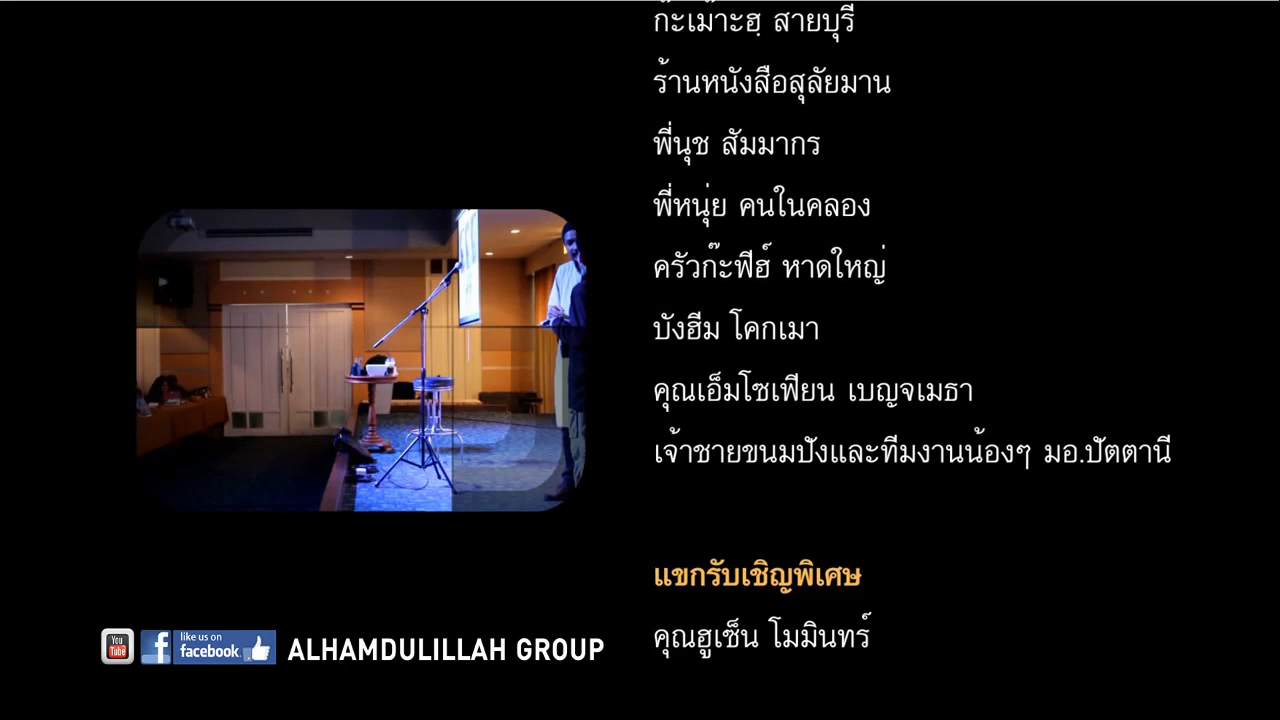 ก๊ะเม๊าะฮฺ สายบุรี
ร้านหนังสือสุลัยมาน
พี่นุช สัมมากร
พี่หนุ่ย คนในคลอง
ครัวก๊ะฟีฮ์ หาดใหญ่
บังฮีม โคกเมา
คุณเอ็มโซเฟียน เบญจเมธา
เจ้าชายขนมปังและทีมงานน้องๆ มอ.ปัตตานี
แขกรับเชิญพิเศษ
คุณฮูเซ็น โมมินทร์
You
Tube
f
like us on
facebook.
ALHAMDULILLAH GROUP